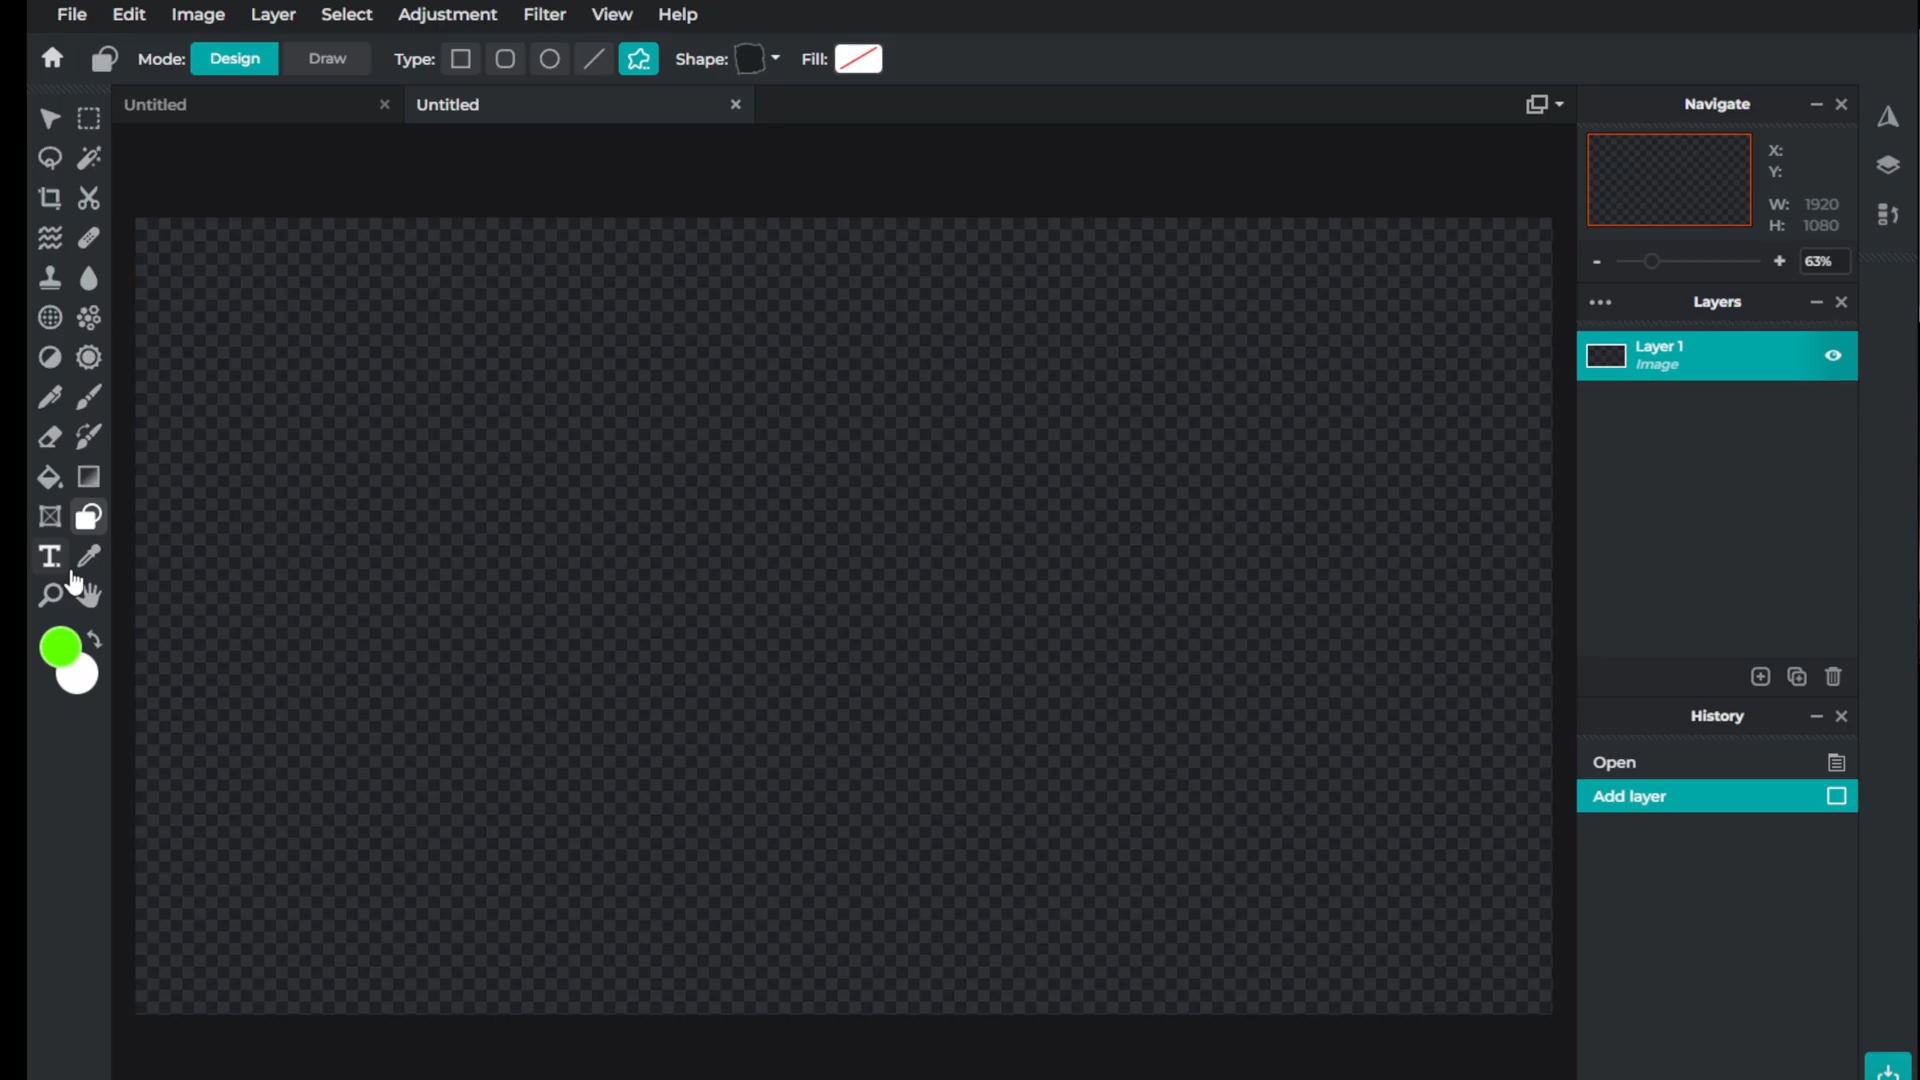 File Edit Image Layer Select Adjustment Filter View Help
Mode: Design Draw Type: Shape: Fill:
Untitled × Untitled ×
Navigate
X:
Y:
W: 1920
H: 1080
- + 63%
Layers
Layer 1
Image
T
History
Open
Add layer